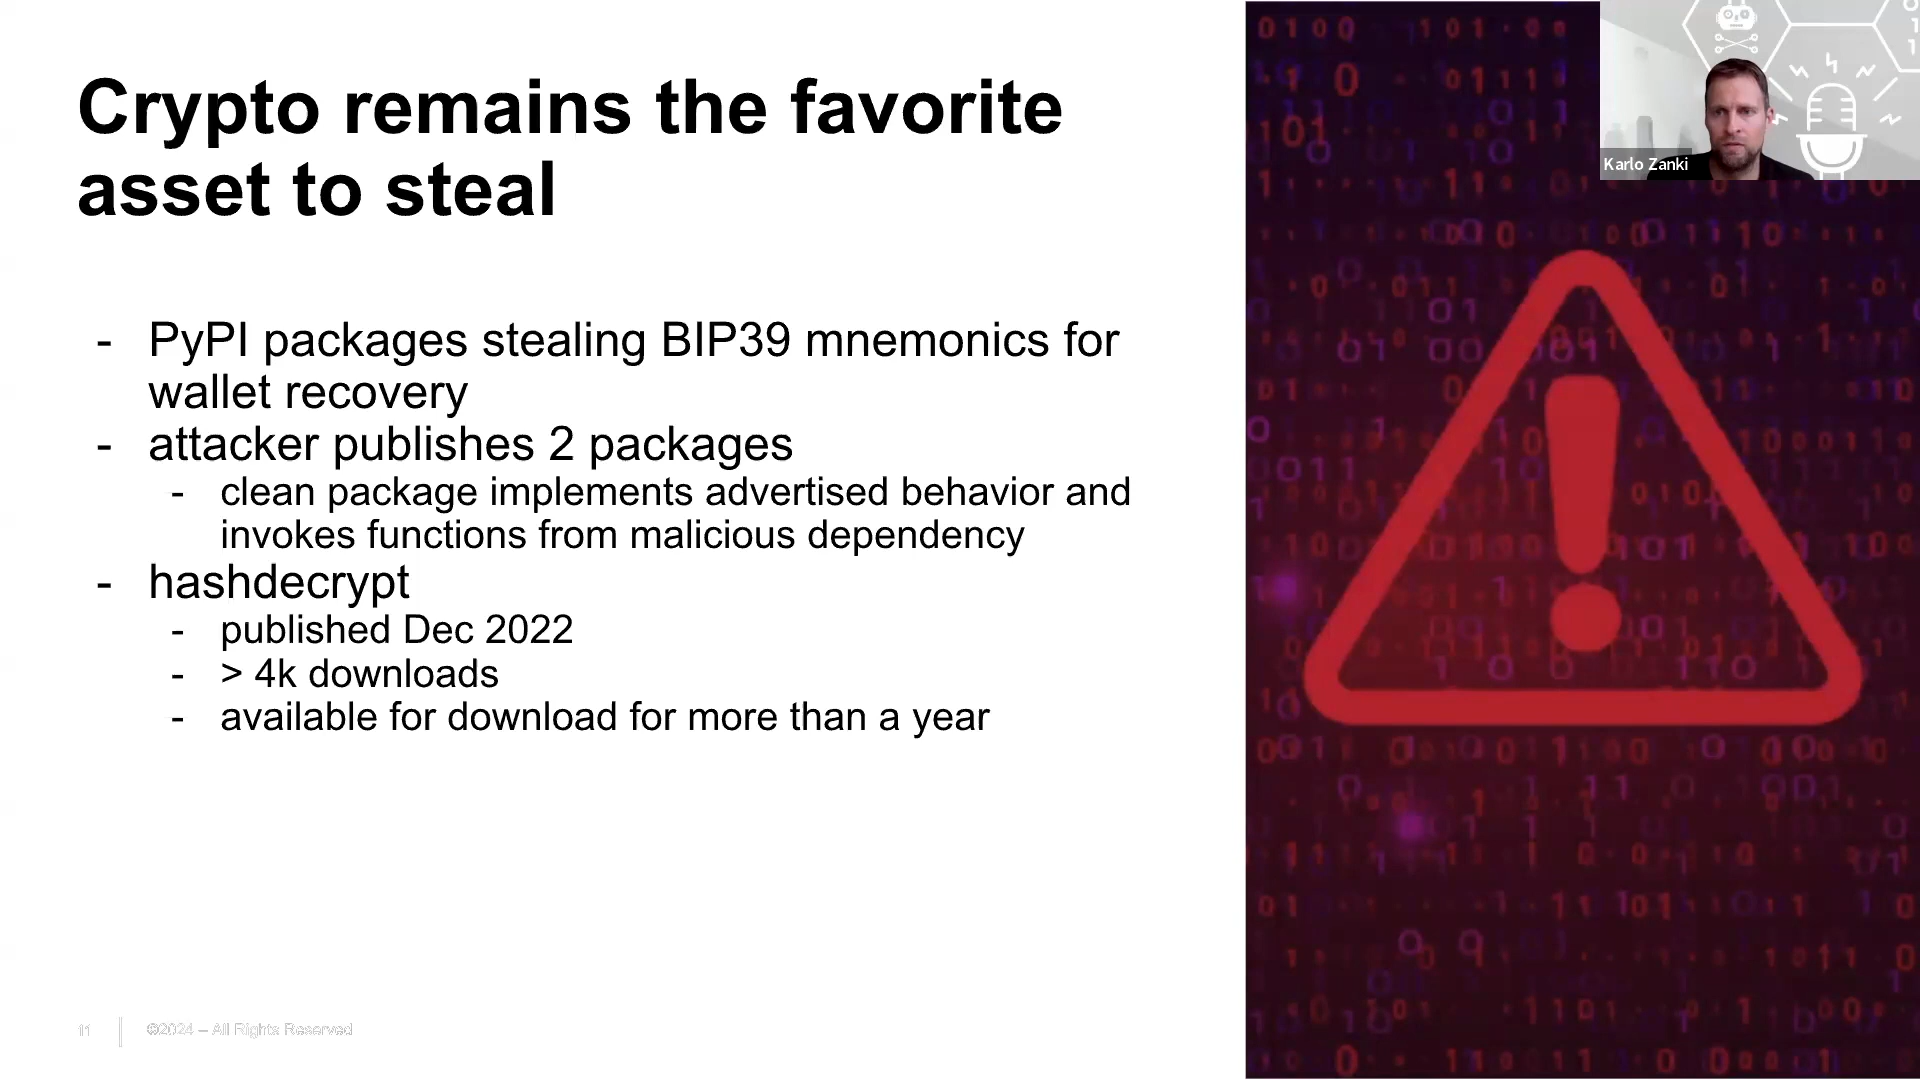 Crypto remains the favorite
asset to steal
- PyPI packages stealing BIP39 mnemonics for
wallet recovery
- attacker publishes 2 packages
- clean package implements advertised behavior and
invokes functions from malicious dependency
- hashdecrypt
- published Dec 2022
- > 4k downloads
- available for download for more than a year
Karlo Zanki
11
©2024 – All Rights Reserved